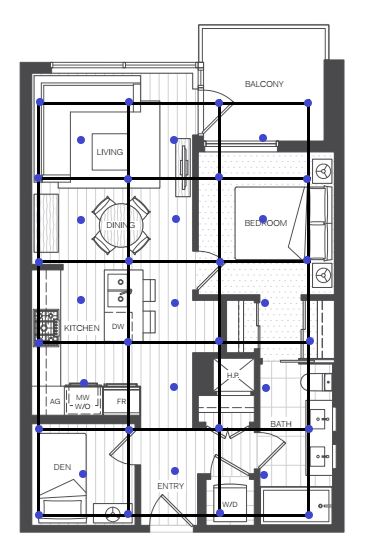 BALCONY
LIVING
DINING
BEDROOM
KITCHEN
DW
H.P.
AG
MW
W/O
FR
BATH
DEN
ENTRY
W/D